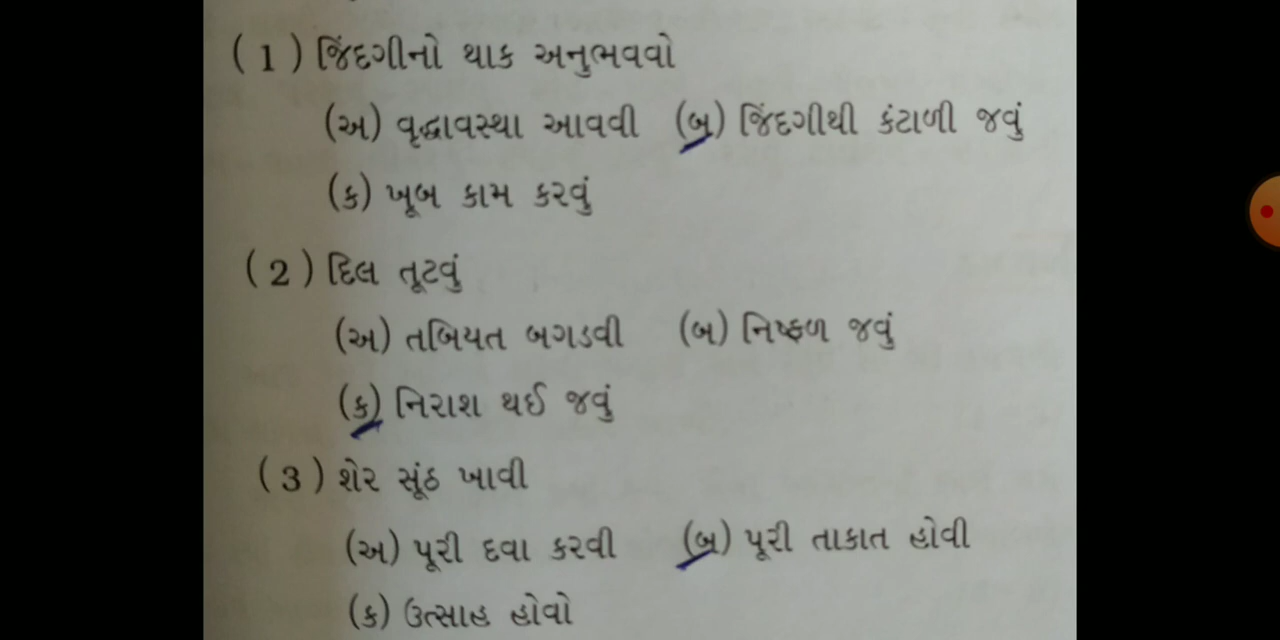 (1) જિંદગીનો થાક અનુભવવો
(અ) વૃદ્ધાવસ્થા આવવી (બ) જિંદગીથી કંટાળી જવું
(ક) ખૂબ કામ કરવું
(2) દિલ તૂટવું
(અ) તબિયત બગડવી (બ) નિષ્ફળ જવું
(ક) નિરાશ થઈ જવું
(3) શેર સૂંઠ ખાવી
(અ) પૂરી દવા કરવી (બ) પૂરી તાકાત હોવી
(ક) ઉત્સાહ હોવો